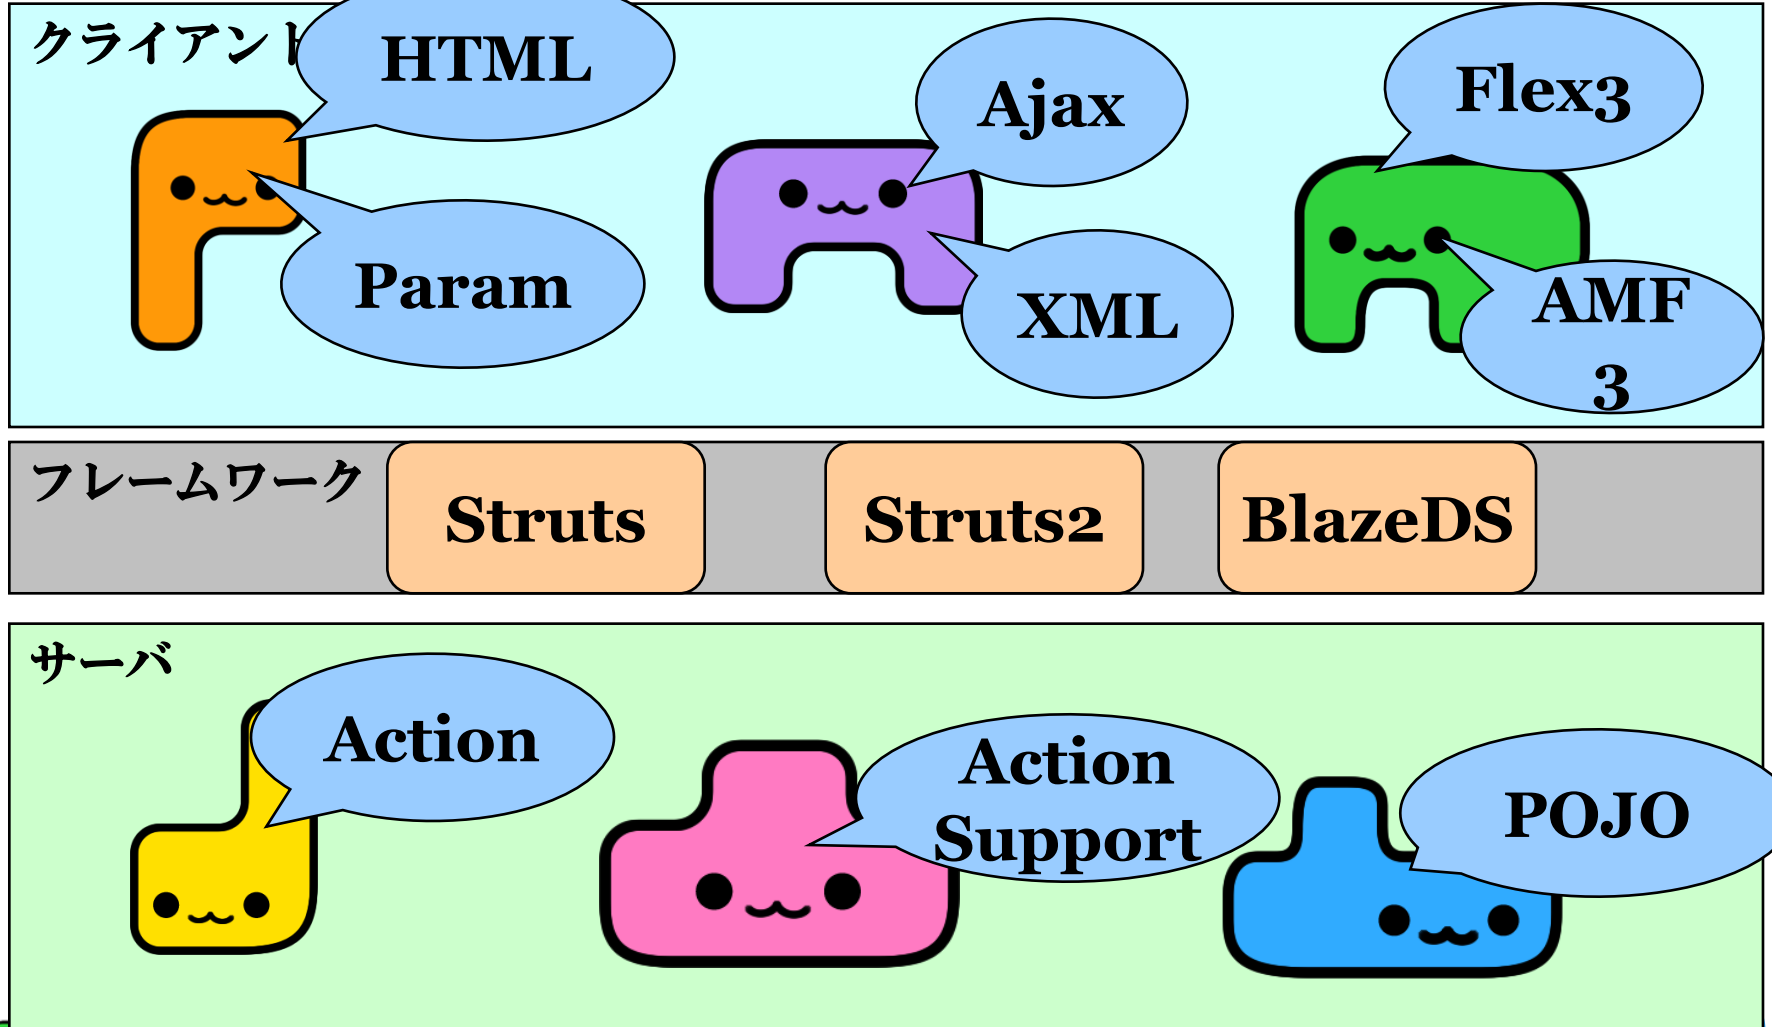 クライアント
HTML
Ajax
Flex3
Param
XML
AMF
3
フレームワーク
Struts
Struts2
BlazeDS
サーバ
Action
Action
Support
POJO